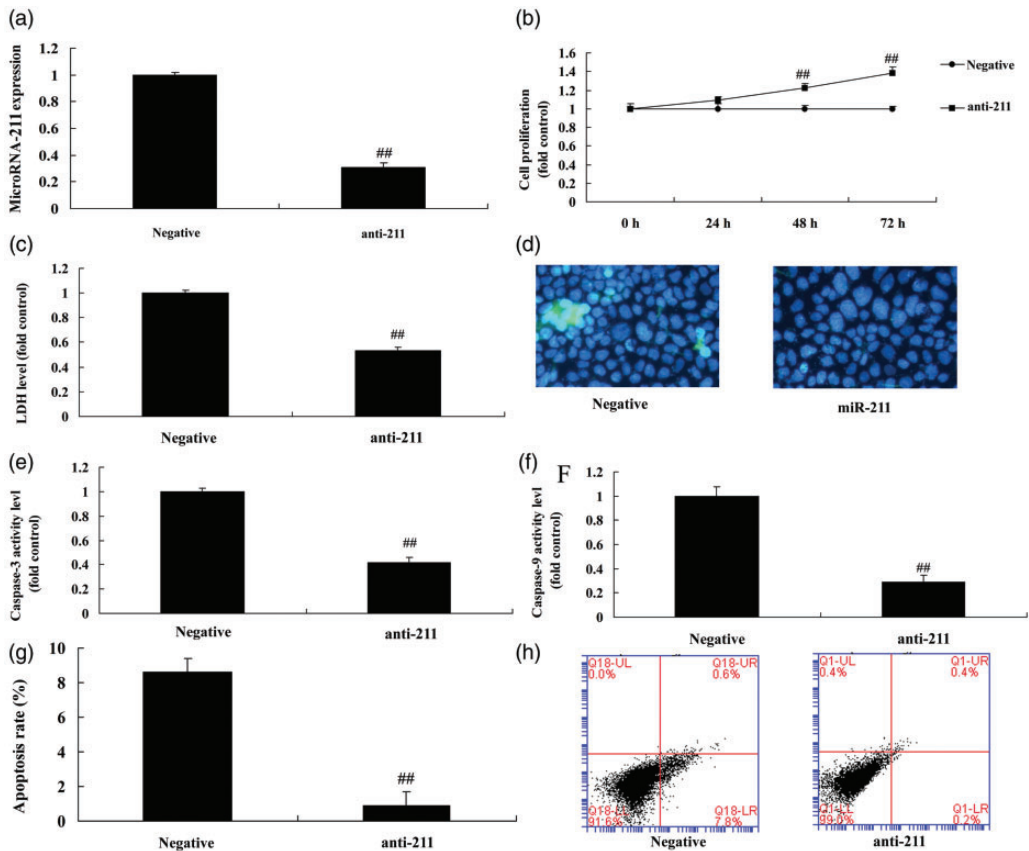 (a)
MicroRNA-211 expression
1.2
1
0.8
0.6
0.4
0.2
0
##
Negative
anti-211
(b)
Cell proliferation
(fold control)
1.6
1.4
1.2
1
0.8
0.6
0.4
0.2
0
##
##
0 h
24 h
48 h
72 h
Negative
anti-211
(c)
LDH level (fold control)
1.2
1
0.8
0.6
0.4
0.2
0
##
Negative
anti-211
(d)
Negative
miR-211
(e)
Caspase-3 activity levl
(fold control)
1.2
1
0.8
0.6
0.4
0.2
0
##
Negative
anti-211
(f)
F
Caspase-9 activity levl
(fold control)
1.2
1
0.8
0.6
0.4
0.2
0
##
Negative
anti-211
(g)
Apoptosis rate (%)
10
8
6
4
2
0
##
Negative
anti-211
(h)
Q18-UL
0.0%
Q18-UR
0.6%
91.6%
Q18-LR
7.8%
Negative
Q1-UL
0.4%
Q1-UR
0.4%
99.0%
Q1-LR
0.2%
anti-211